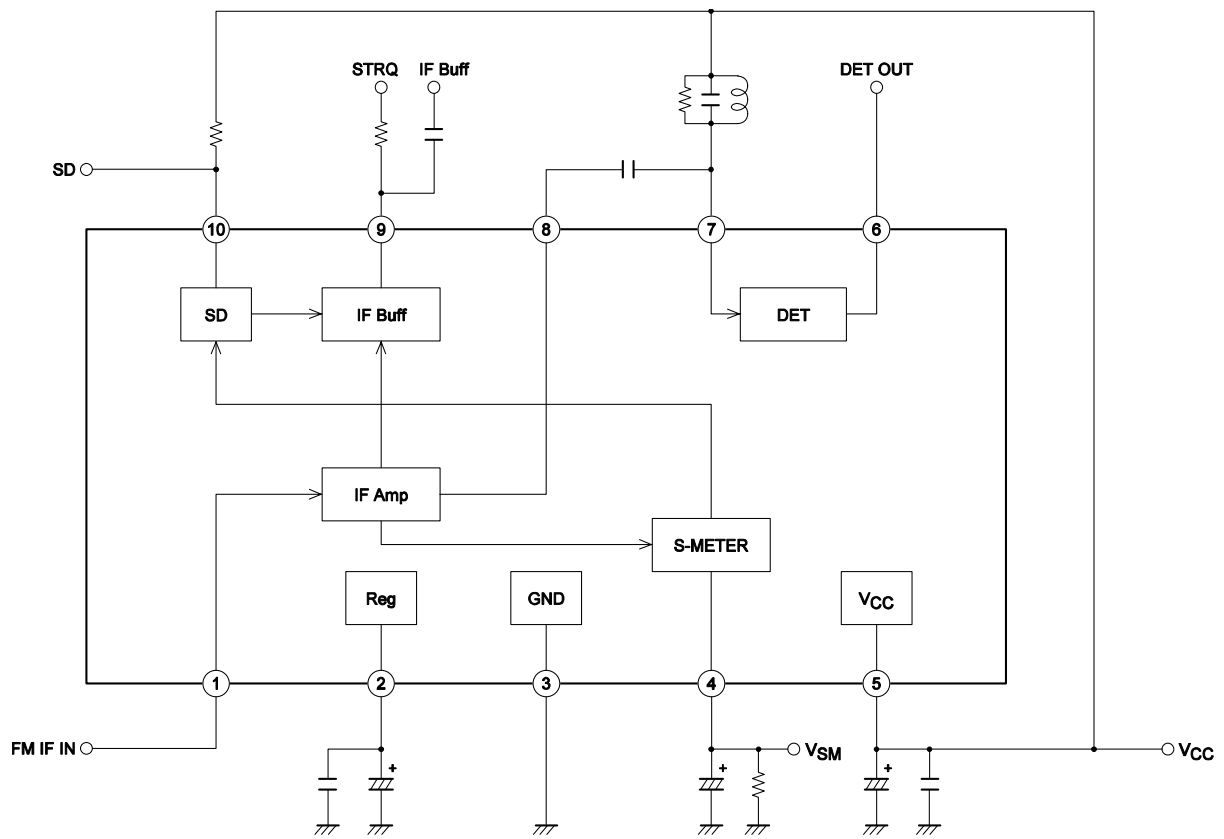 STRQ
IF Buff
DET OUT
SD
10
9
8
7
6
SD
IF Buff
DET
IF Amp
S-METER
Reg
GND
VCC
1
2
3
4
5
FM IF IN
+
+ VSM
+
VCC